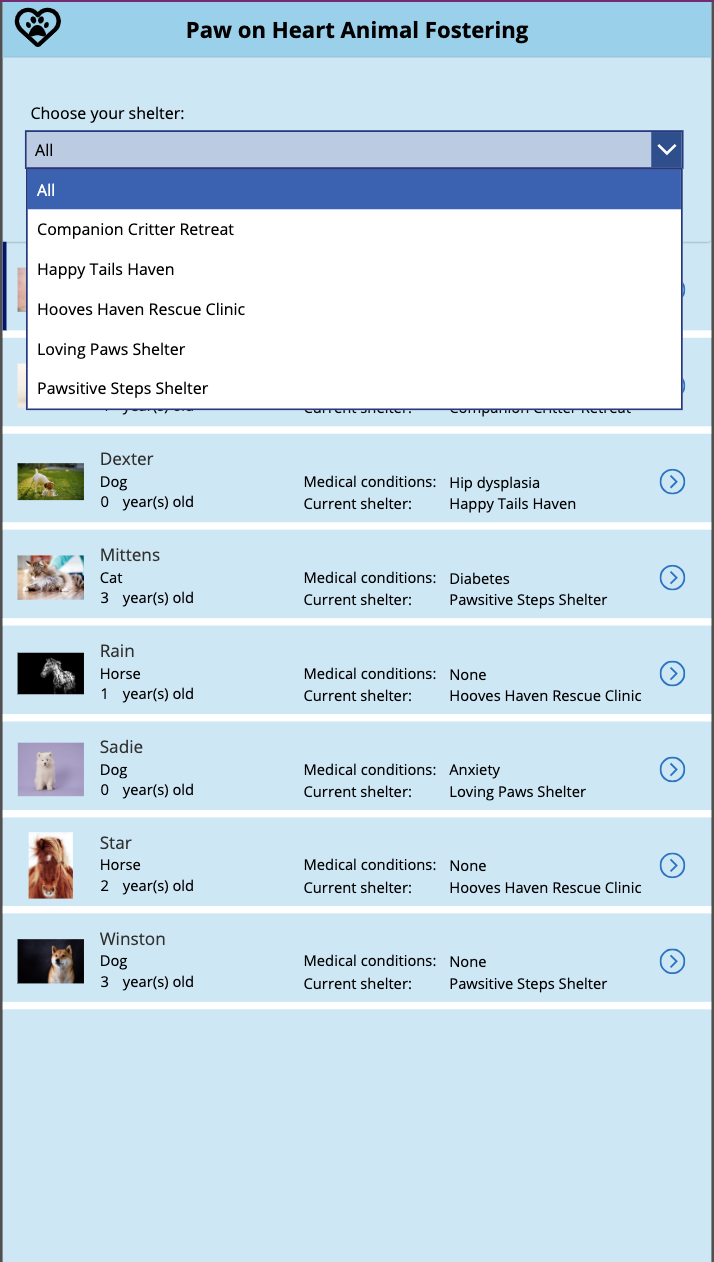 Paw on Heart Animal Fostering
Choose your shelter:
All
All
Companion Critter Retreat
Happy Tails Haven
Hooves Haven Rescue Clinic
Loving Paws Shelter
Pawsitive Steps Shelter
year(s) old Current shelter: Companion Critter Retreat
Dexter
Dog
0 year(s) old
Medical conditions: Hip dysplasia
Current shelter: Happy Tails Haven
Mittens
Cat
3 year(s) old
Medical conditions: Diabetes
Current shelter: Pawsitive Steps Shelter
Rain
Horse
1 year(s) old
Medical conditions: None
Current shelter: Hooves Haven Rescue Clinic
Sadie
Dog
0 year(s) old
Medical conditions: Anxiety
Current shelter: Loving Paws Shelter
Star
Horse
2 year(s) old
Medical conditions: None
Current shelter: Hooves Haven Rescue Clinic
Winston
Dog
3 year(s) old
Medical conditions: None
Current shelter: Pawsitive Steps Shelter